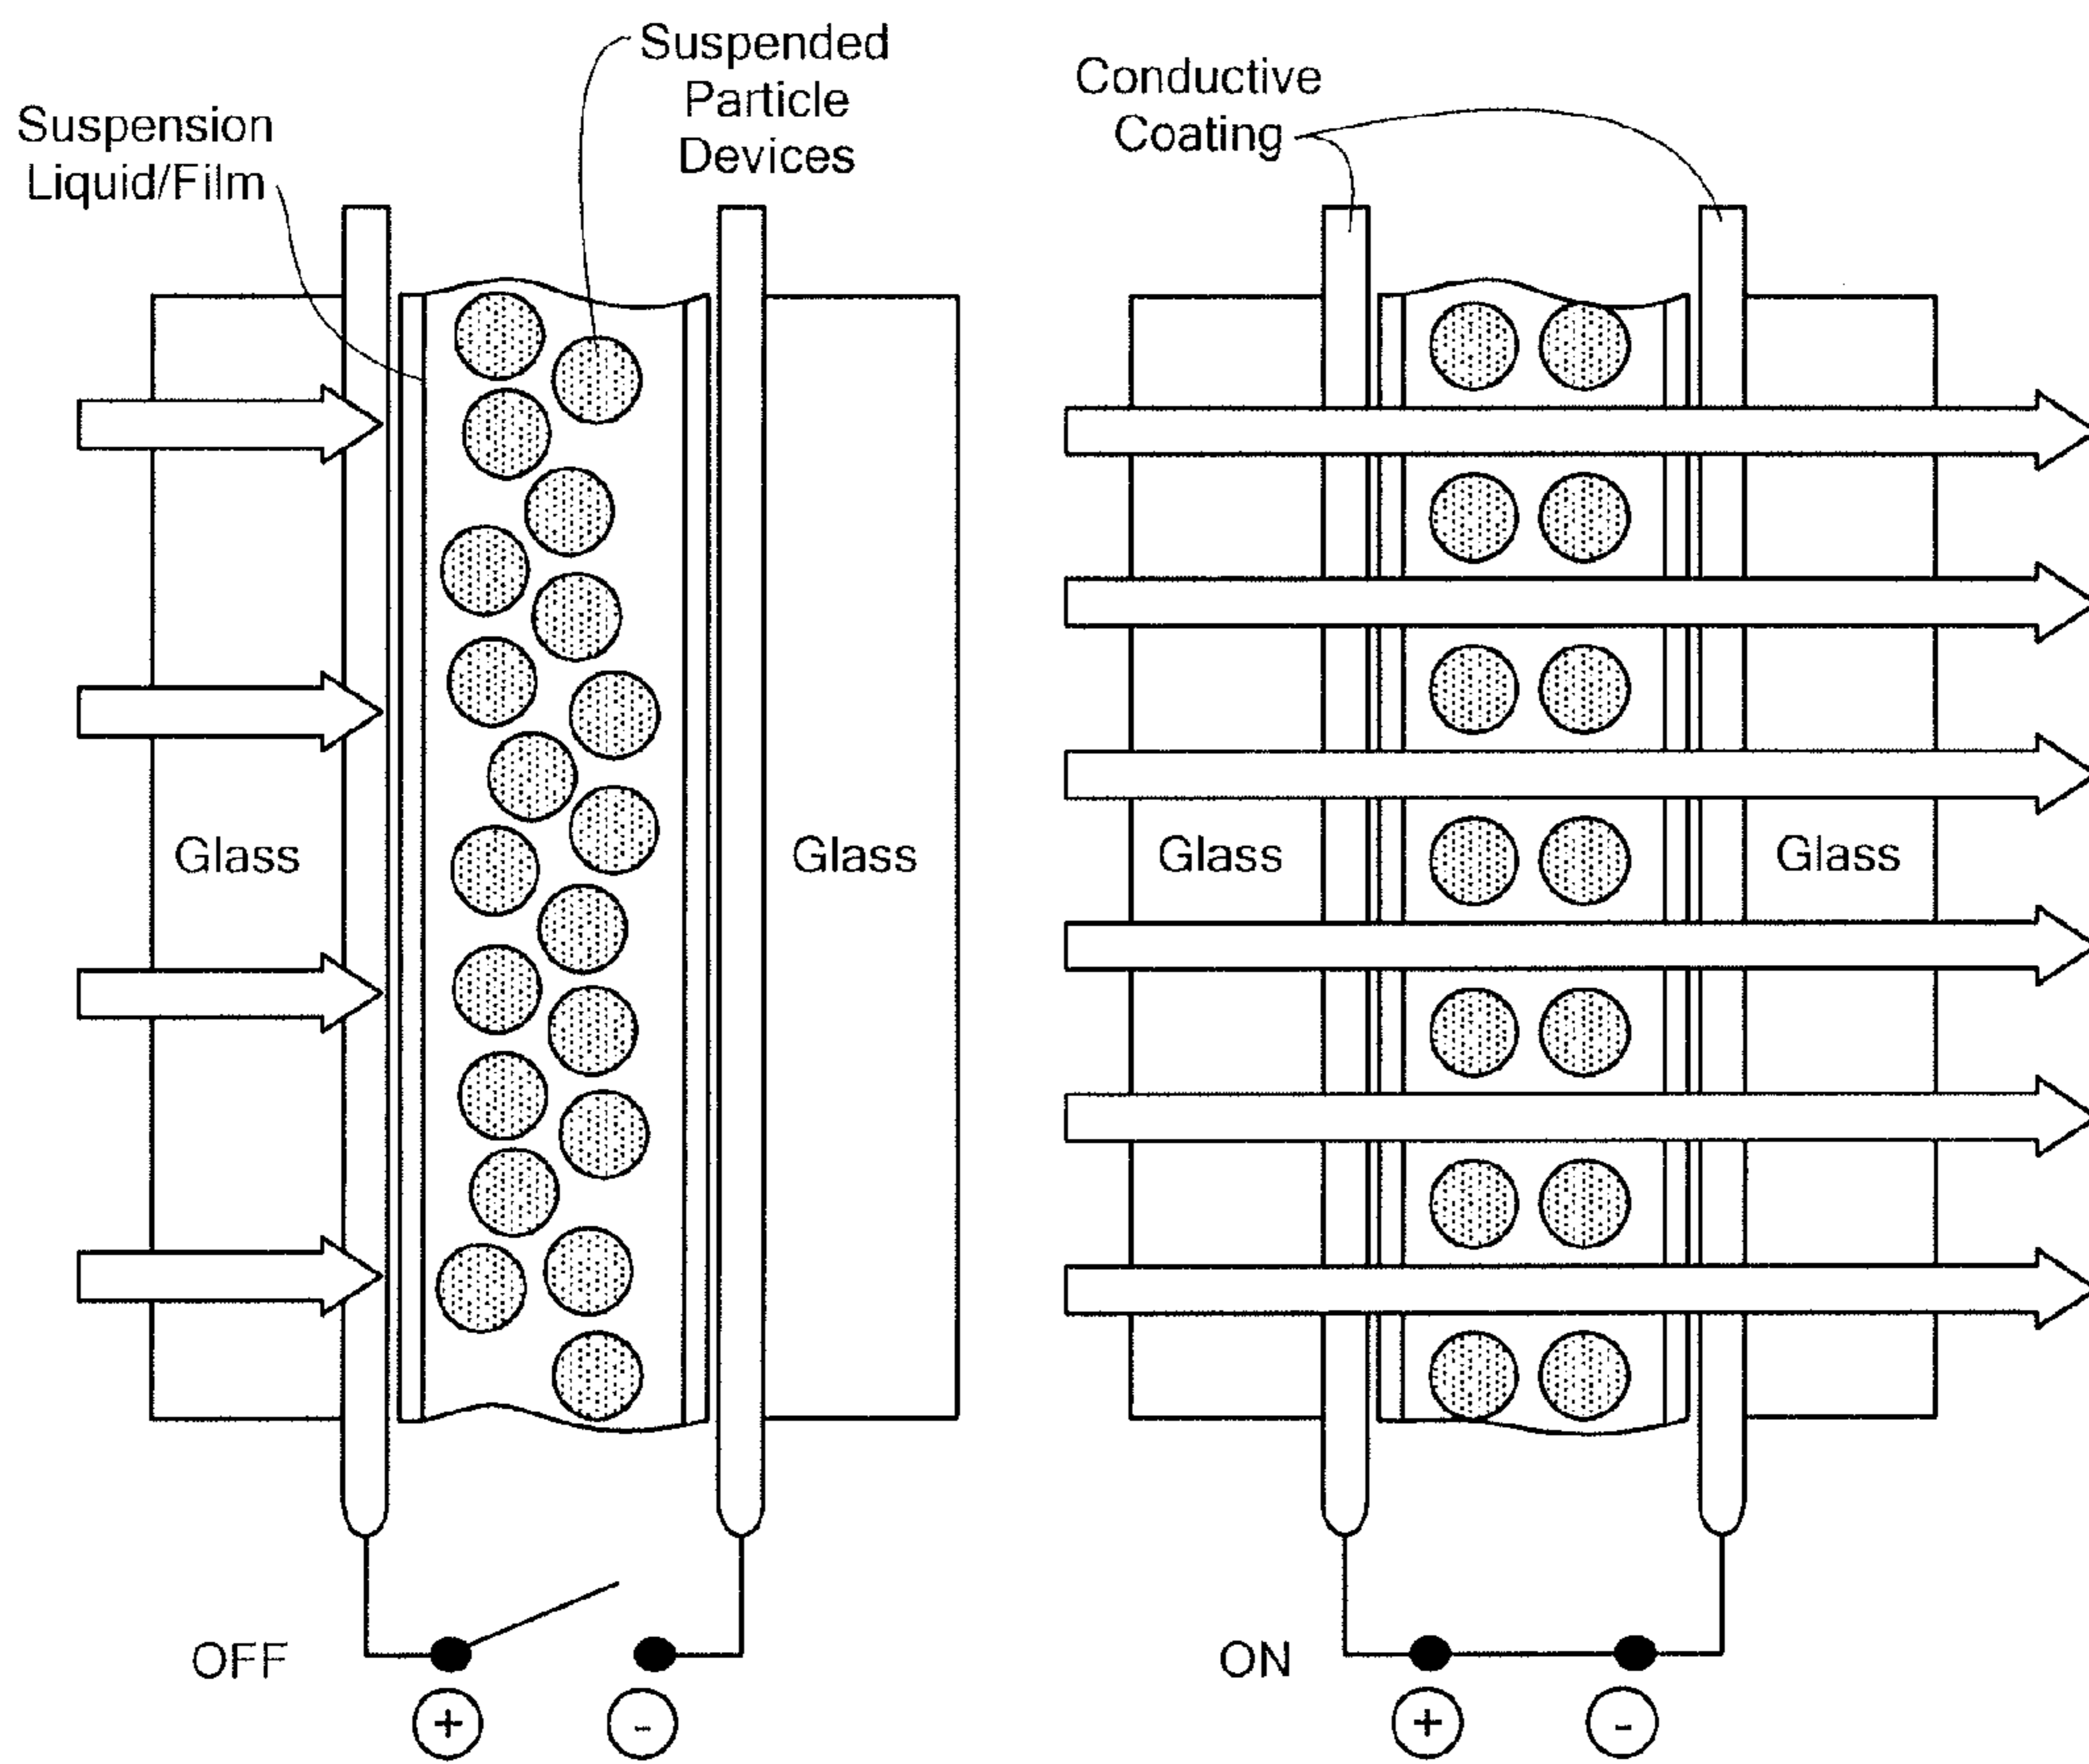 Suspended
Particle
Devices
Suspension
Liquid/Film
Conductive
Coating
Glass
Glass
Glass
Glass
OFF
+
-
ON
+
-